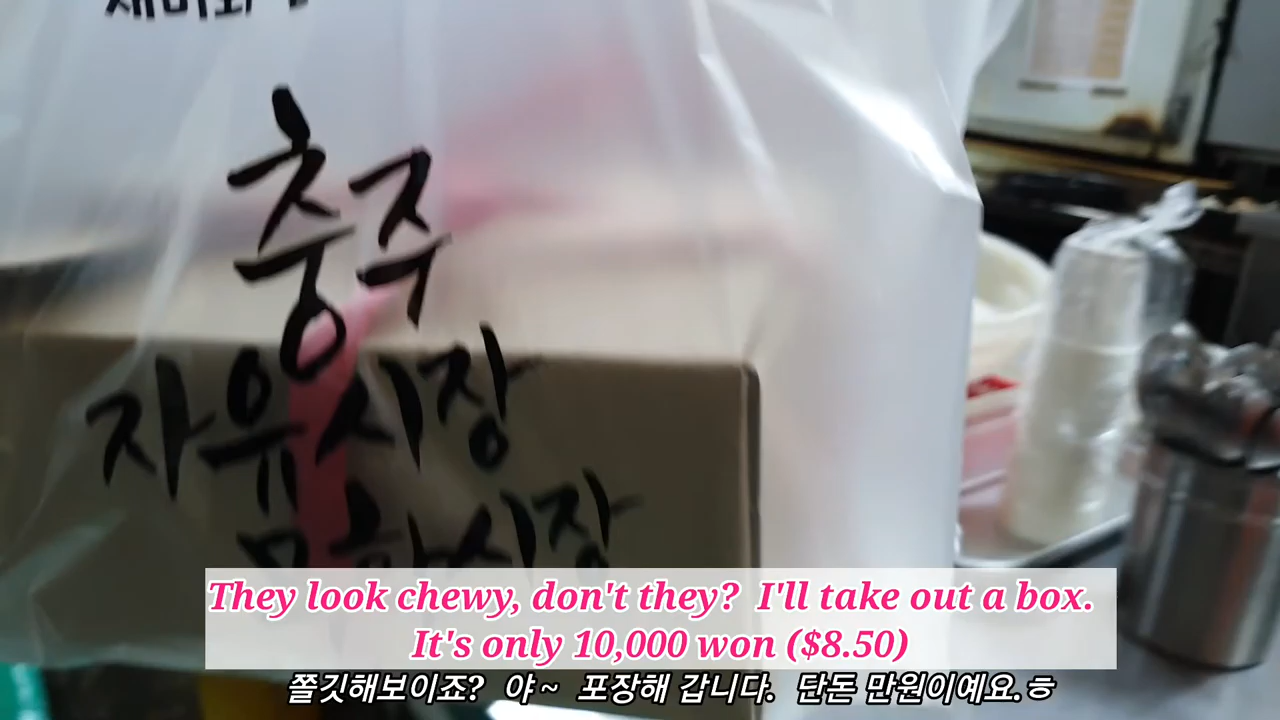 충주
자유시장
시장
They look chewy, don't they? I'll take out a box.
It's only 10,000 won ($8.50)
쫄깃해보이죠? 야~ 포장해 갑니다. 단돈 만원이예요.ㅎ